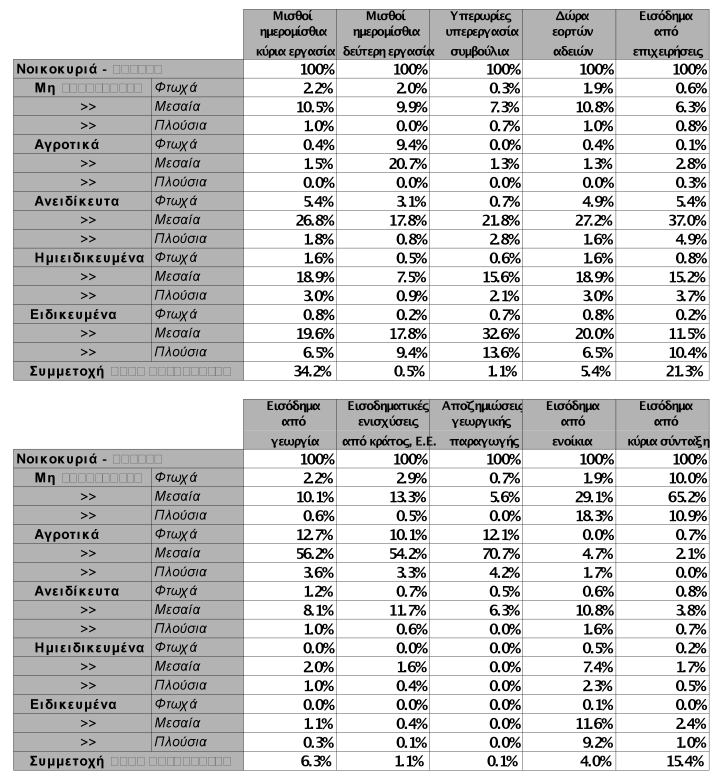 Μισθοί Μισθοί Υπερωρίες Δώρα Εισόδημα
ημερομίσθια ημερομίσθια υπερεργασία εορτών από
κύρια εργασία δεύτερη εργασία συμβούλια αδειών επιχειρήσεις
Νοικοκυριά - 100% 100% 100% 100% 100%
Μη Φτωχά 2.2% 2.0% 0.3% 1.9% 0.6%
>> Μεσαία 10.5% 9.9% 7.3% 10.8% 6.3%
>> Πλούσια 1.0% 0.0% 0.7% 1.0% 0.8%
Αγροτικά Φτωχά 0.4% 9.4% 0.0% 0.4% 0.1%
>> Μεσαία 1.5% 20.7% 1.3% 1.3% 2.8%
>> Πλούσια 0.0% 0.0% 0.0% 0.0% 0.3%
Ανειδίκευτα Φτωχά 5.4% 3.1% 0.7% 4.9% 5.4%
>> Μεσαία 26.8% 17.8% 21.8% 27.2% 37.0%
>> Πλούσια 1.8% 0.8% 2.8% 1.6% 4.9%
Ημιειδικευμένα Φτωχά 1.6% 0.5% 0.6% 1.6% 0.8%
>> Μεσαία 18.9% 7.5% 15.6% 18.9% 15.2%
>> Πλούσια 3.0% 0.9% 2.1% 3.0% 3.7%
Ειδικευμένα Φτωχά 0.8% 0.2% 0.7% 0.8% 0.2%
>> Μεσαία 19.6% 17.8% 32.6% 20.0% 11.5%
>> Πλούσια 6.5% 9.4% 13.6% 6.5% 10.4%
Συμμετοχή 34.2% 0.5% 1.1% 5.4% 21.3%
Εισόδημα Εισοδηματικές Αποζημιώσεις Εισόδημα Εισόδημα
από ενισχύσεις γεωργικής από από
γεωργία από κράτος, Ε.Ε. παραγωγής ενοίκια κύρια σύνταξη
Νοικοκυριά - 100% 100% 100% 100% 100%
Μη Φτωχά 2.2% 2.9% 0.7% 1.9% 10.0%
>> Μεσαία 10.1% 13.3% 5.6% 29.1% 65.2%
>> Πλούσια 0.6% 0.5% 0.0% 18.3% 10.9%
Αγροτικά Φτωχά 12.7% 10.1% 12.1% 0.0% 0.7%
>> Μεσαία 56.2% 54.2% 70.7% 4.7% 2.1%
>> Πλούσια 3.6% 3.3% 4.2% 1.7% 0.0%
Ανειδίκευτα Φτωχά 1.2% 0.7% 0.5% 0.6% 0.8%
>> Μεσαία 8.1% 11.7% 6.3% 10.8% 3.8%
>> Πλούσια 1.0% 0.6% 0.0% 1.6% 0.7%
Ημιειδικευμένα Φτωχά 0.0% 0.0% 0.0% 0.5% 0.2%
>> Μεσαία 2.0% 1.6% 0.0% 7.4% 1.7%
>> Πλούσια 1.0% 0.4% 0.0% 2.3% 0.5%
Ειδικευμένα Φτωχά 0.0% 0.0% 0.0% 0.1% 0.0%
>> Μεσαία 1.1% 0.4% 0.0% 11.6% 2.4%
>> Πλούσια 0.3% 0.1% 0.0% 9.2% 1.0%
Συμμετοχή 6.3% 1.1% 0.1% 4.0% 15.4%